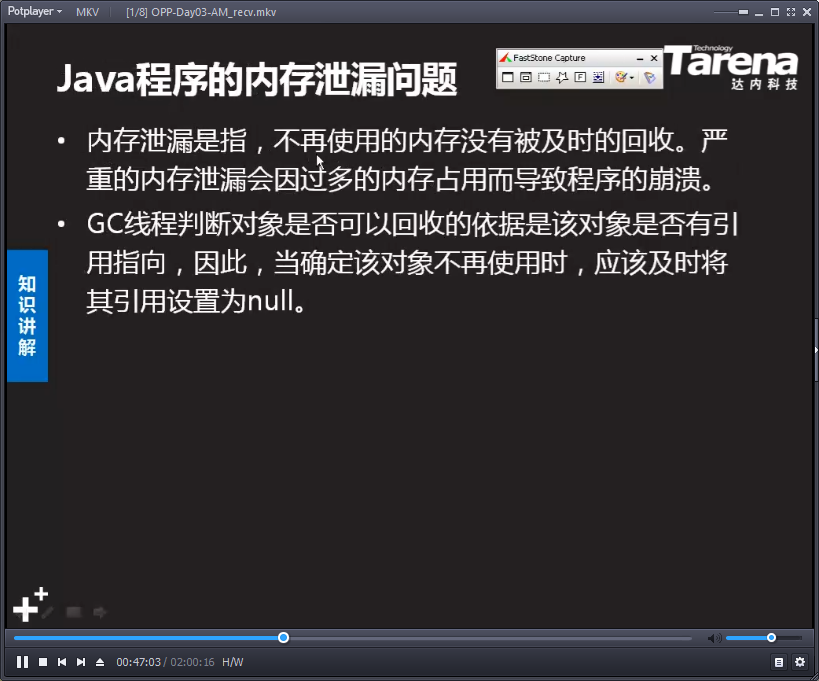 Potplayer MKV [1/8] OPP-Day03-AM_recv.mkv
FastStone Capture
Technology
Tarena
达内科技
Java程序的内存泄漏问题
• 内存泄漏是指，不再使用的内存没有被及时的回收。严
重的内存泄漏会因过多的内存占用而导致程序的崩溃。
• GC线程判断对象是否可以回收的依据是该对象是否有引
用指向，因此，当确定该对象不再使用时，应该及时将
其引用设置为null。
知
识
讲
解
00:47:03 / 02:00:16 H/W